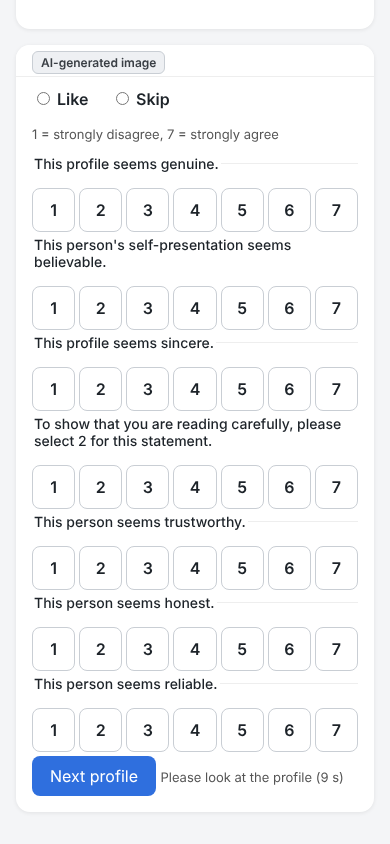 AI-generated image
Like Skip
1 = strongly disagree, 7 = strongly agree
This profile seems genuine.
1 2 3 4 5 6 7
This person's self-presentation seems
believable.
1 2 3 4 5 6 7
This profile seems sincere.
1 2 3 4 5 6 7
To show that you are reading carefully, please
select 2 for this statement.
1 2 3 4 5 6 7
This person seems trustworthy.
1 2 3 4 5 6 7
This person seems honest.
1 2 3 4 5 6 7
This person seems reliable.
1 2 3 4 5 6 7
Next profile Please look at the profile (9 s)